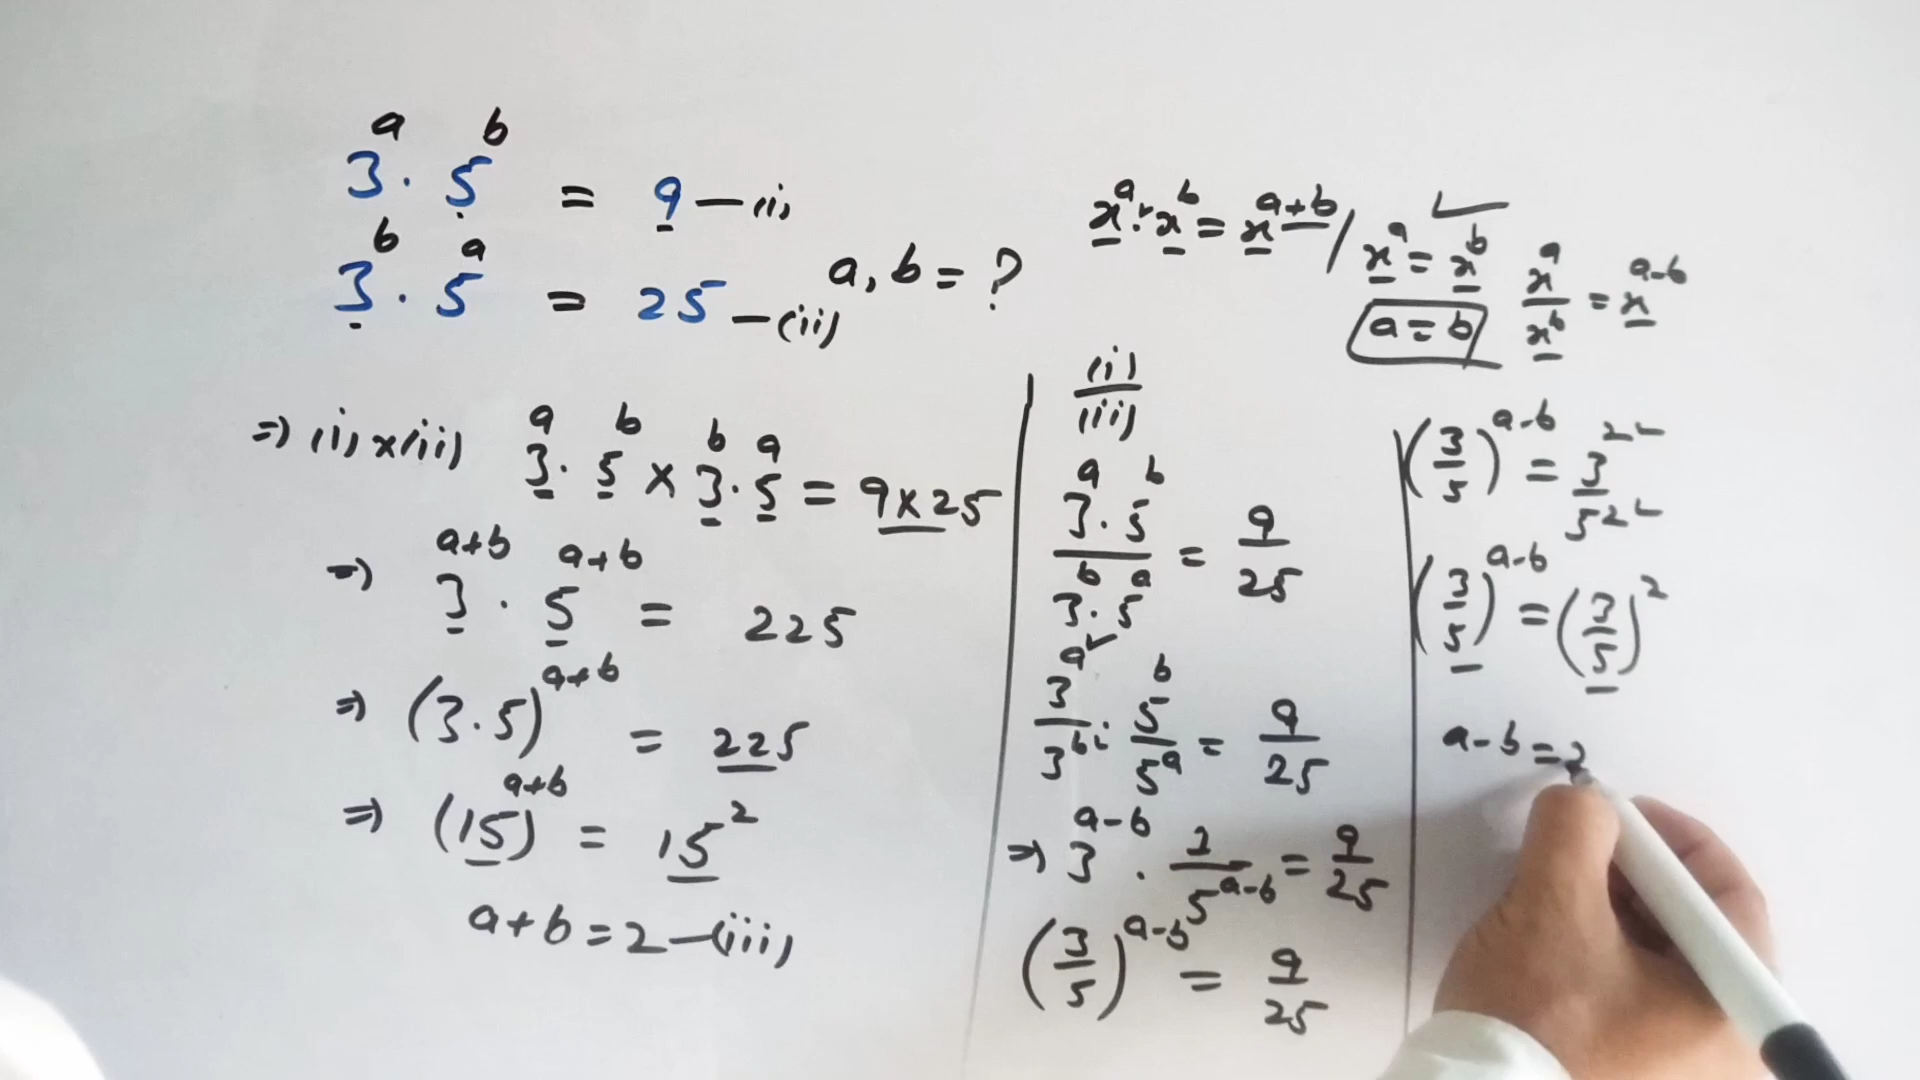 3^a · 5^b = 9 — (i)
3^b · 5^a = 25 — (ii)
a, b = ?
x^a · x^b = x^(a+b) /
x^a = x^b
a = b
x^a/x^b = x^(a-b)
⇒ (i) x (ii) 3^a · 5^b × 3^b · 5^a = 9×25
⇒ 3^(a+b) · 5^(a+b) = 225
⇒ (3·5)^(a+b) = 225
⇒ (15)^(a+b) = 15^2
a+b = 2 — (iii)
(i)/(ii)
3^a · 5^b / 3^b · 5^a = 9/25
3^a/3^b · 5^b/5^a = 9/25
⇒ 3^(a-b) · 1/5^(a-b) = 9/25
(3/5)^(a-b) = 9/25
(3/5)^(a-b) = 3^2/5^2
(3/5)^(a-b) = (3/5)^2
a-b = 2